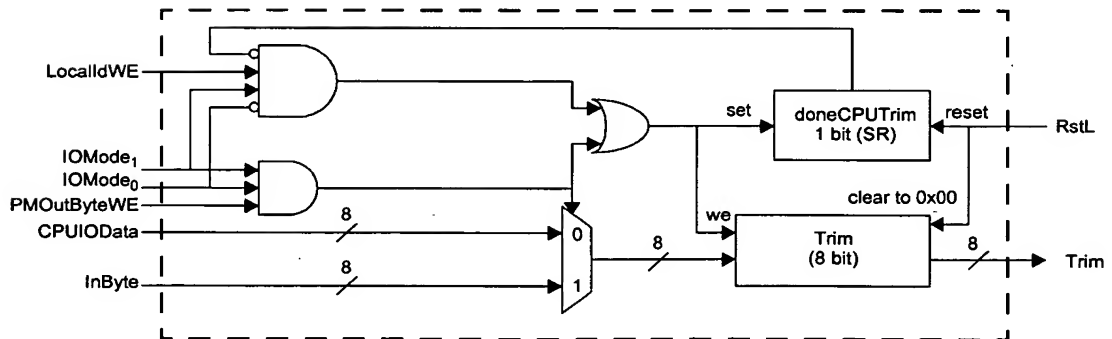 LocalIdWE
IOMode1
IOMode0
PMOutByteWE
CPUIOData
InByte
8
8
0
1
8
set
we
doneCPUTrim
1 bit (SR)
reset
RstL
clear to 0x00
Trim
(8 bit)
8
Trim